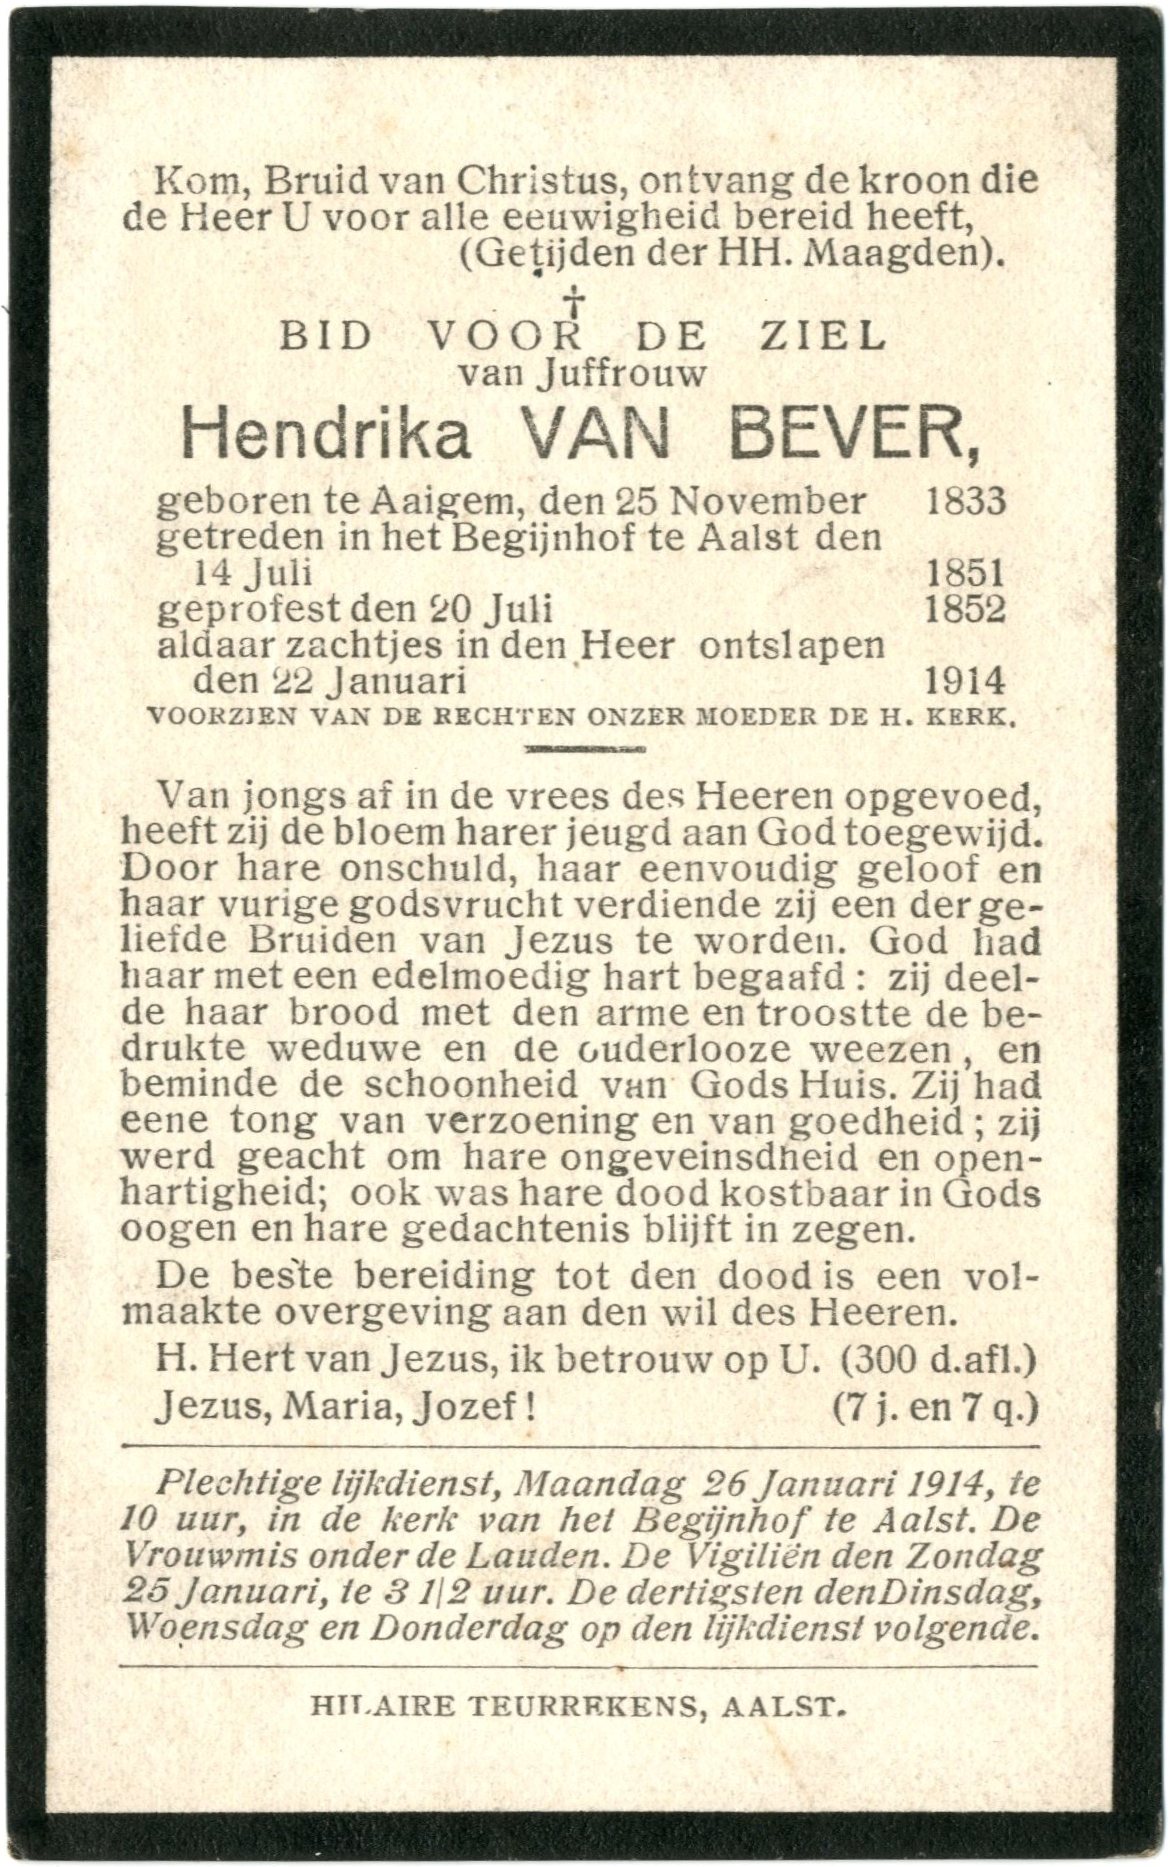 Kom, Bruid van Christus, ontvang de kroon die
de Heer U voor alle eeuwigheid bereid heeft,
(Getijden der HH. Maagden).
†
BID VOOR DE ZIEL
van Juffrouw
Hendrika VAN BEVER,
geboren te Aaigem, den 25 November 1833
getreden in het Begijnhof te Aalst den
14 Juli 1851
geprofest den 20 Juli 1852
aldaar zachtjes in den Heer ontslapen
den 22 Januari 1914
VOORZIEN VAN DE RECHTEN ONZER MOEDER DE H. KERK.
Van jongs af in de vrees des Heeren opgevoed,
heeft zij de bloem harer jeugd aan God toegewijd.
Door hare onschuld, haar eenvoudig geloof en
haar vurige godsvrucht verdiende zij een der ge-
liefde Bruiden van Jezus te worden. God had
haar met een edelmoedig hart begaafd : zij deel-
de haar brood met den arme en troostte de be-
drukte weduwe en de ouderlooze weezen, en
beminde de schoonheid van Gods Huis. Zij had
eene tong van verzoening en van goedheid ; zij
werd geacht om hare ongeveinsdheid en open-
hartigheid; ook was hare dood kostbaar in Gods
oogen en hare gedachtenis blijft in zegen.
De beste bereiding tot den dood is een vol-
maakte overgeving aan den wil des Heeren.
H. Hert van Jezus, ik betrouw op U. (300 d.afl.)
Jezus, Maria, Jozef ! (7 j. en 7 q.)
Plechtige lijkdienst, Maandag 26 Januari 1914, te
10 uur, in de kerk van het Begijnhof te Aalst. De
Vrouwmis onder de Lauden. De Vigiliën den Zondag
25 Januari, te 3 1|2 uur. De dertigsten den Dinsdag,
Woensdag en Donderdag op den lijkdienst volgende.
HILAIRE TEURREKENS, AALST.